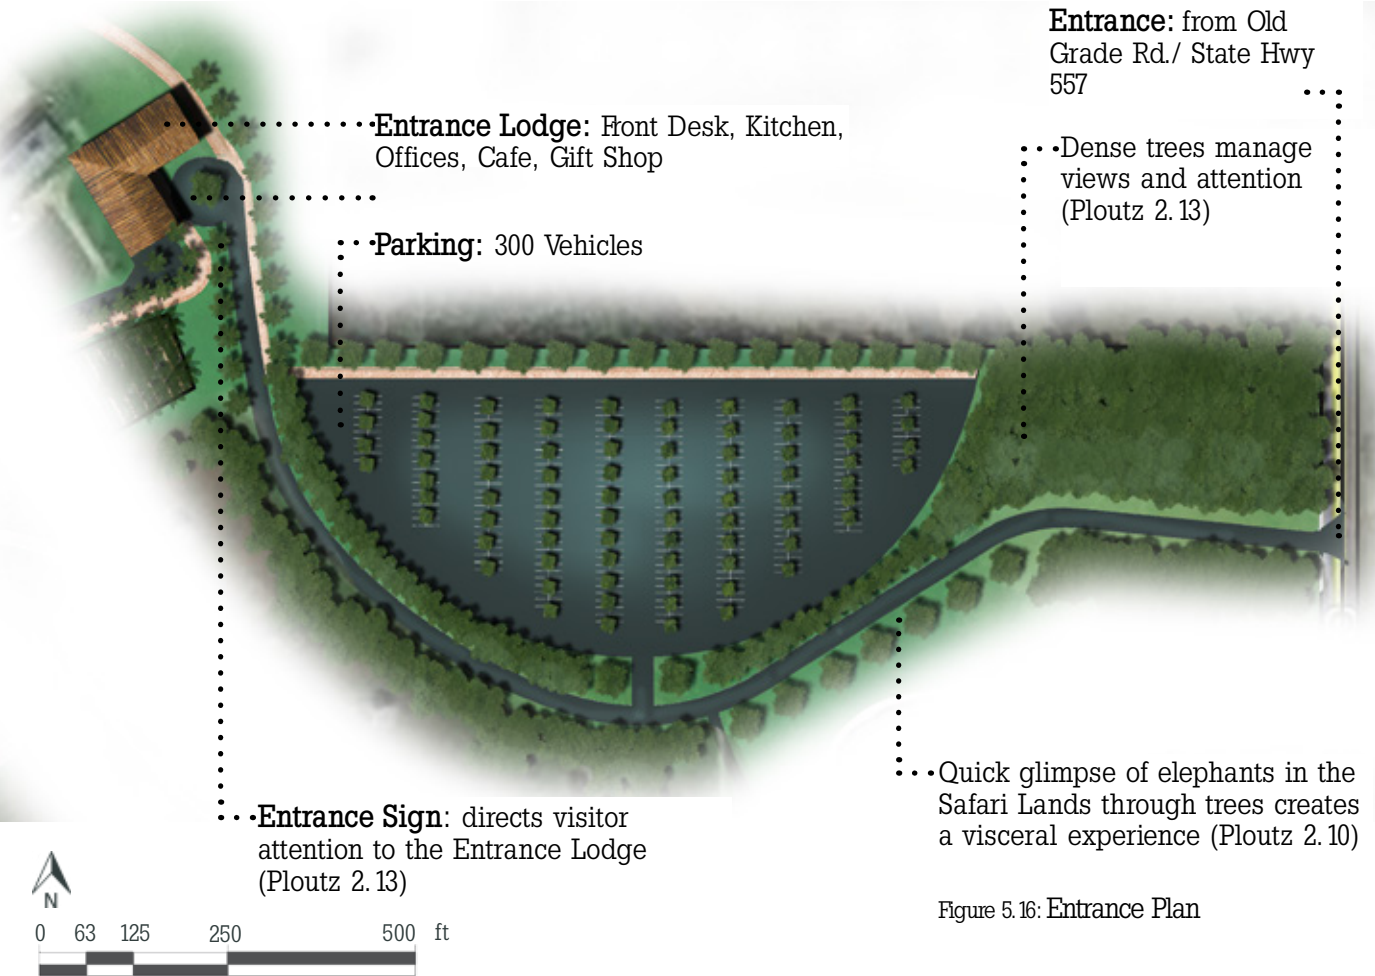 Entrance: from Old
Grade Rd./ State Hwy
557
Entrance Lodge: Front Desk, Kitchen,
Offices, Cafe, Gift Shop
Dense trees manage
views and attention
(Ploutz 2.13)
Parking: 300 Vehicles
Quick glimpse of elephants in the
Safari Lands through trees creates
a visceral experience (Ploutz 2.10)
Entrance Sign: directs visitor
attention to the Entrance Lodge
(Ploutz 2.13)
Figure 5.16: Entrance Plan
N
0 63 125 250 500 ft